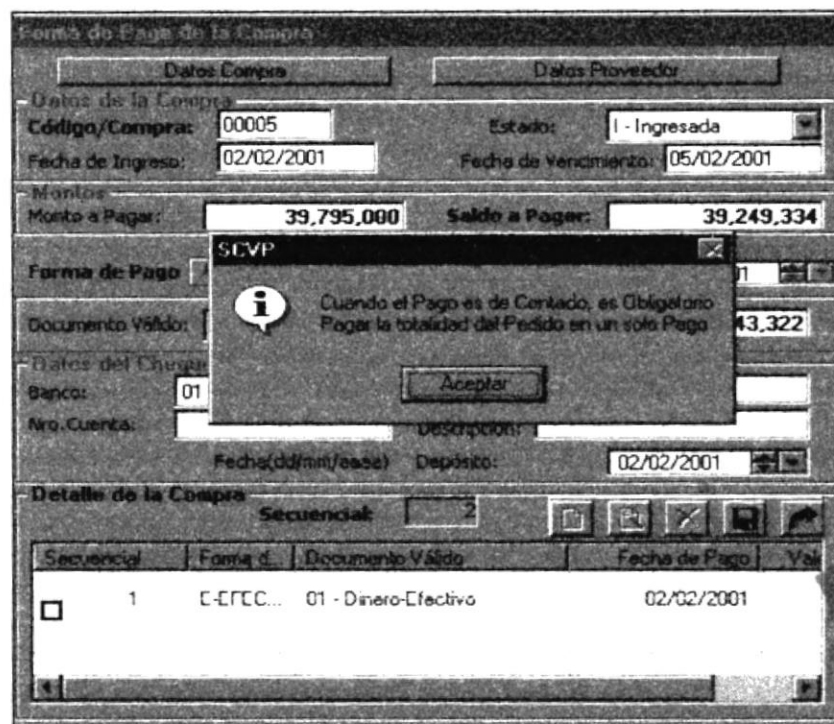 Forma de Pago de la Compra
Datos Compra Datos Proveedor
Datos de la Compra
Código/Compra: 00005 Estado: I - Ingresada
Fecha de Ingreso: 02/02/2001 Fecha de Vencimiento: 05/02/2001
Montos
Monto a Pagar: 39,795,000 Saldo a Pagar: 39,249,334
SCVP
Forma de Pago 01
Cuando el Pago es de Contado, es Obligatorio
Pagar la totalidad del Pedido en un solo Pago
Documento Válido: 43,322
Datos del Cheque
Aceptar
Banco: 01
Nro.Cuenta: Descripción:
Fecha(dd/mm/aaaa) Depósito: 02/02/2001
Detalle de la Compra
Secuencial: 2
Secuencial Forma d... Documento Válido Fecha de Pago Val
1 E-EFEC... 01 - Dinero-Efectivo 02/02/2001